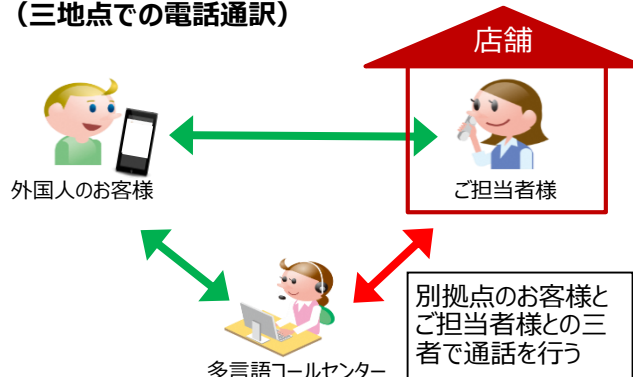 （三地点での電話通訳）
店舗
外国人のお客様
ご担当者様
別拠点のお客様と
ご担当者様との三
者で通話を行う
多言語コールセンター